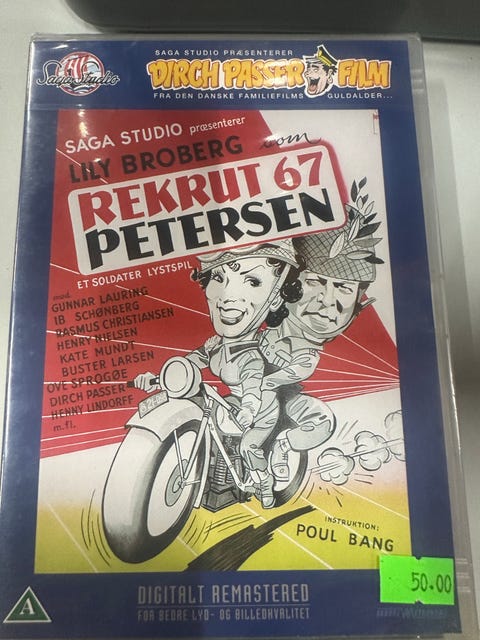 Saga Studio
SAGA STUDIO PRÆSENTERER
DIRCH PASSER FILM
FRA DEN DANSKE FAMILIEFILMS GULDALDER...
SAGA STUDIO præsenterer
LILY BROBERG som
REKRUT 67
PETERSEN
ET SOLDATER LYSTSPIL
med
GUNNAR LAURING
IB SCHØNBERG
RASMUS CHRISTIANSEN
HENRY NIELSEN
KATE MUNDT
BUSTER LARSEN
OVE SPROGØE
DIRCH PASSER
HENNY LINDORFF
m.fl.
INSTRUKTION:
POUL BANG
50.00
A
DIGITALT REMASTERED
FOR BEDRE LYD- OG BILLEDKVALITET